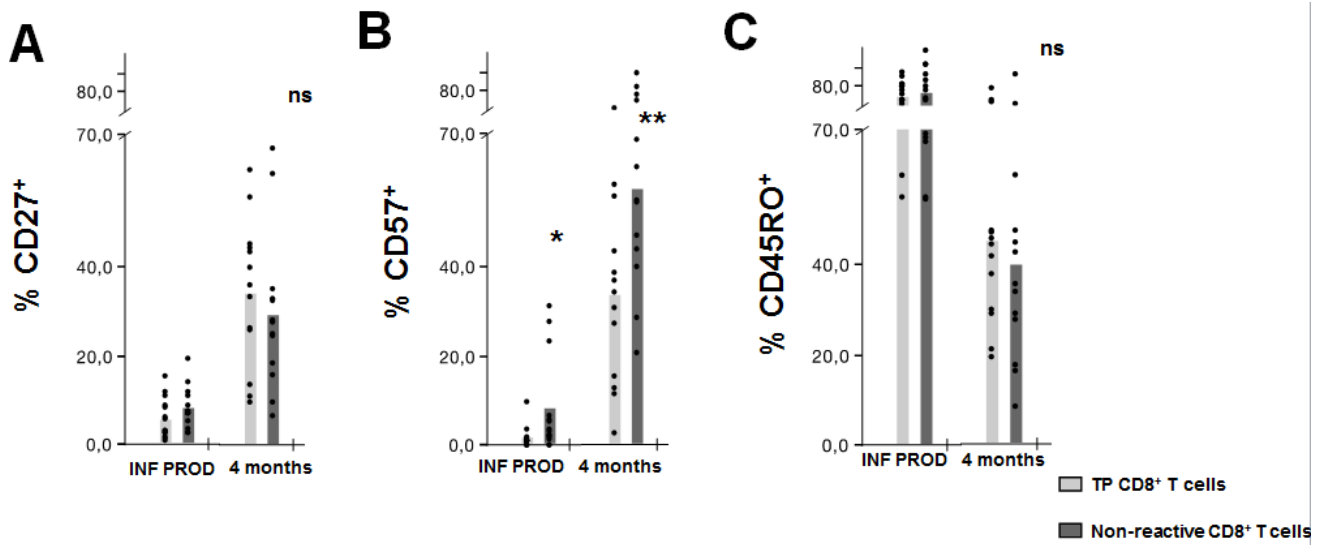 A
% CD27⁺
80,0
70,0
40,0
20,0
0,0
ns
INF PROD 4 months
B
% CD57⁺
80,0
70,0
40,0
20,0
0,0
*
**
INF PROD 4 months
C
% CD45RO⁺
80,0
70,0
40,0
20,0
0,0
ns
INF PROD 4 months
TP CD8⁺ T cells
Non-reactive CD8⁺ T cells